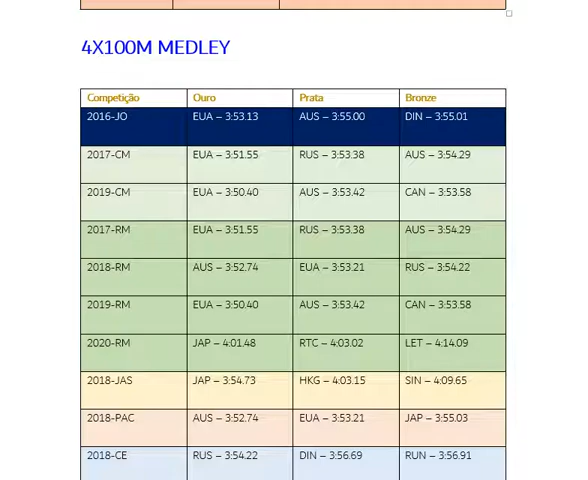 4X100M MEDLEY
Competição Ouro Prata Bronze
2016-JO EUA – 3:53.13 AUS – 3:55.00 DIN – 3:55.01
2017-CM EUA – 3:51.55 RUS – 3:53.38 AUS – 3:54.29
2019-CM EUA – 3:50.40 AUS – 3:53.42 CAN – 3:53.58
2017-RM EUA – 3:51.55 RUS – 3:53.38 AUS – 3:54.29
2018-RM AUS – 3:52.74 EUA – 3:53.21 RUS – 3:54.22
2019-RM EUA – 3:50.40 AUS – 3:53.42 CAN – 3:53.58
2020-RM JAP – 4:01.48 RTC – 4:03.02 LET – 4:14.09
2018-JAS JAP – 3:54.73 HKG – 4:03.15 SIN – 4:09.65
2018-PAC AUS – 3:52.74 EUA – 3:53.21 JAP – 3:55.03
2018-CE RUS – 3:54.22 DIN – 3:56.69 RUN – 3:56.91